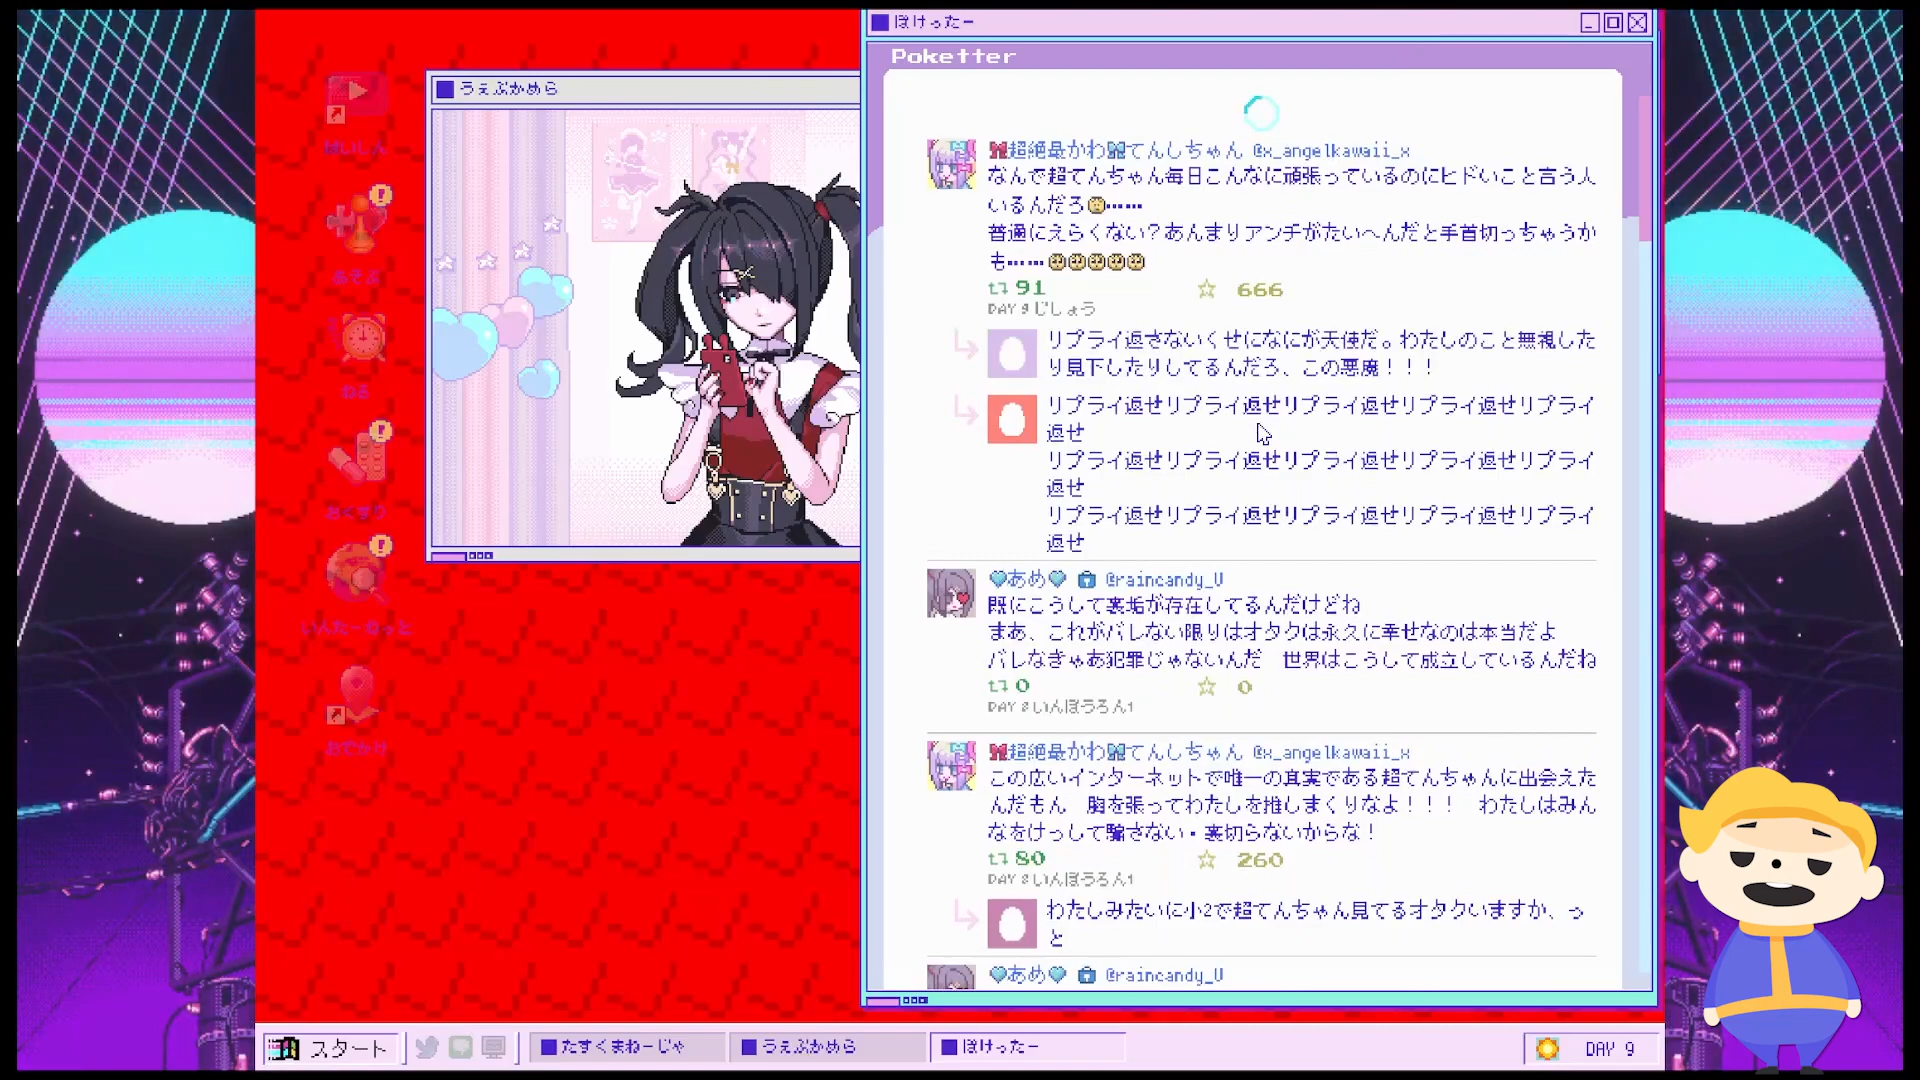 ぽけったー
Poketter
うぇぶかめら
はいしん
あそぶ
ねる
おくすり
いんたーねっと
おでかけ
超絶最かわてんしちゃん @x_angelkawaii_x
なんで超てんちゃん毎日こんなに頑張っているのにヒドいこと言う人
いるんだろ……
普通にえらくない？あんまりアンチがたいへんだと手首切っちゃうか
も……
91
666
DAY 9 じしょう
リプライ返さないくせになにが天使だ。わたしのこと無視した
り見下したりしてるんだろ、この悪魔！！！
リプライ返せリプライ返せリプライ返せリプライ返せリプライ
返せ
リプライ返せリプライ返せリプライ返せリプライ返せリプライ
返せ
リプライ返せリプライ返せリプライ返せリプライ返せリプライ
返せ
あめ @raincandy_U
既にこうして裏垢が存在してるんだけどね
まあ、これがバレない限りはオタクは永久に幸せなのは本当だよ
バレなきゃあ犯罪じゃないんだ　世界はこうして成立しているんだね
0
0
DAY 8 いんぼうろん1
超絶最かわてんしちゃん @x_angelkawaii_x
この広いインターネットで唯一の真実である超てんちゃんに出会えた
んだもん　胸を張ってわたしを推しまくりなよ！！！　わたしはみん
なをけっして騙さない・裏切らないからな！
80
260
DAY 8 いんぼうろん1
わたしみたいに小2で超てんちゃん見てるオタクいますか、っ
と
あめ @raincandy_U
スタート
たすくまねーじゃ
うぇぶかめら
ぽけったー
DAY 9